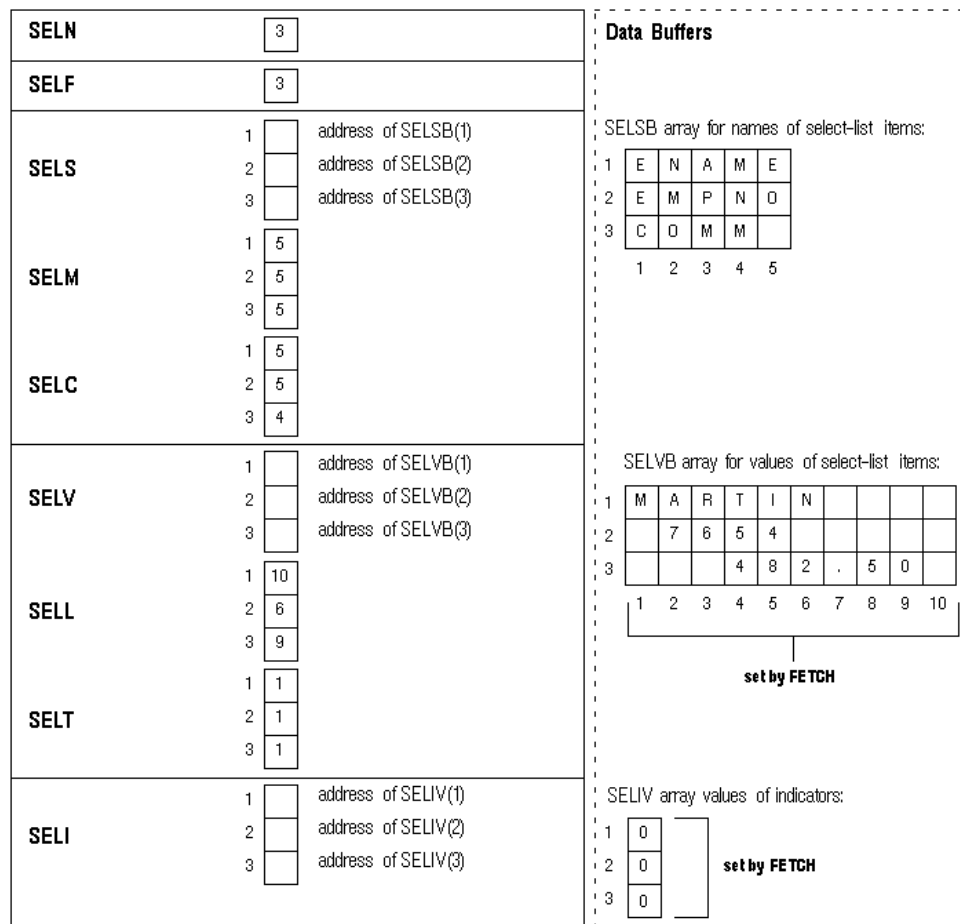 SELN 3
Data Buffers
SELF 3
SELS
1 address of SELSB(1)
2 address of SELSB(2)
3 address of SELSB(3)
SELSB array for names of select-list items:
1 E N A M E
2 E M P N O
3 C O M M
1 2 3 4 5
SELM
1 5
2 5
3 5
SELC
1 5
2 5
3 4
SELV
1 address of SELVB(1)
2 address of SELVB(2)
3 address of SELVB(3)
SELVB array for values of select-list items:
1 M A R T I N
2 7 6 5 4
3 4 8 2 . 5 0
1 2 3 4 5 6 7 8 9 10
set by FETCH
SELL
1 10
2 6
3 9
SELT
1 1
2 1
3 1
SELI
1 address of SELIV(1)
2 address of SELIV(2)
3 address of SELIV(3)
SELIV array values of indicators:
1 0
2 0
3 0
set by FETCH